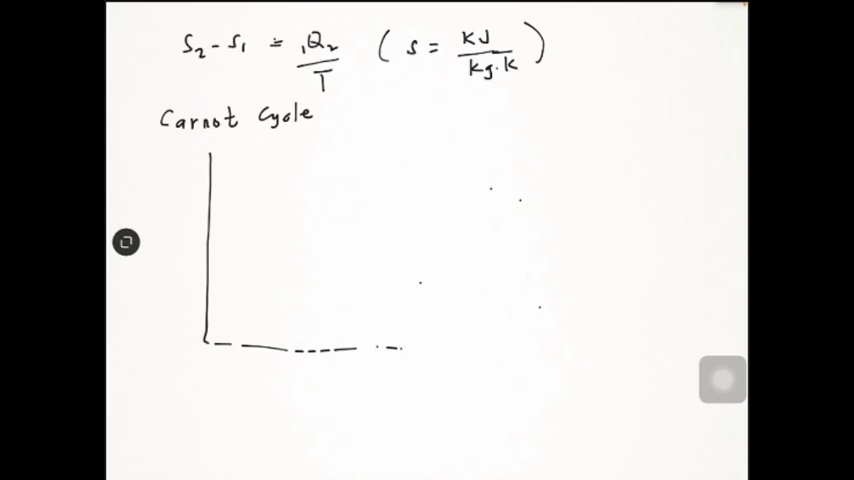 S₂ - S₁ = ₁Q₂ / T ( s = KJ / kg·K )
Carnot Cycle